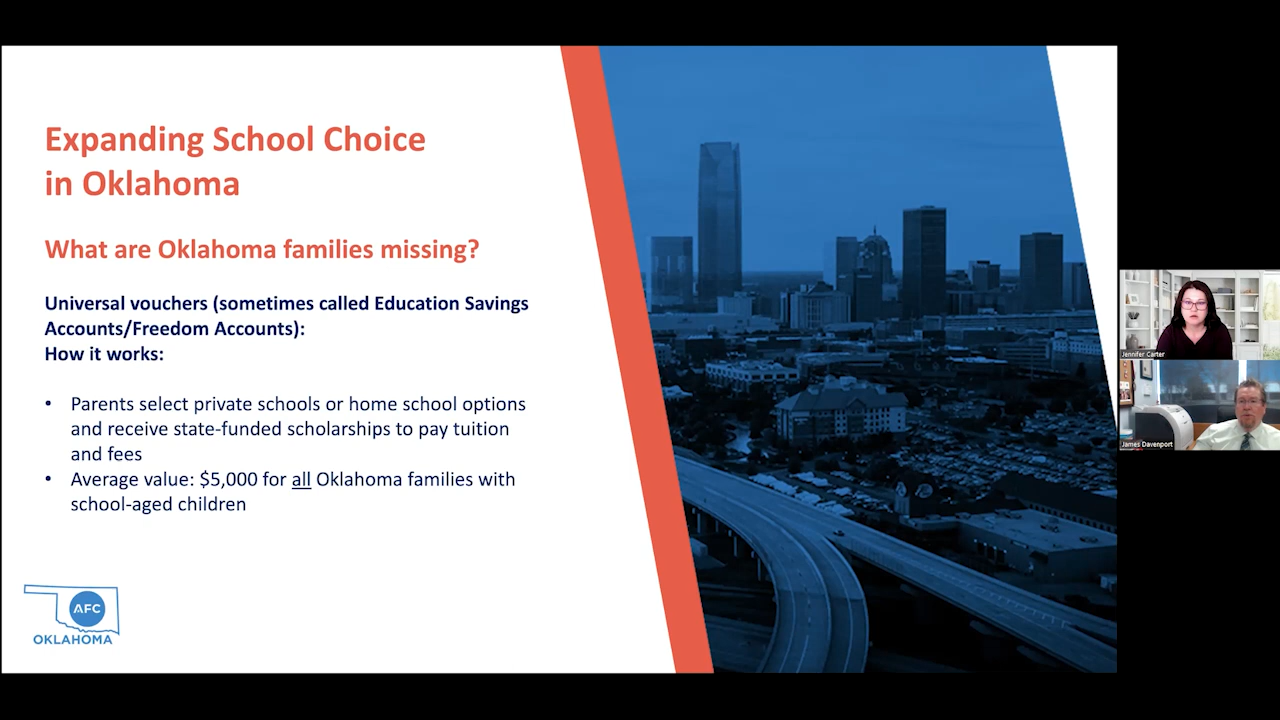 Expanding School Choice
in Oklahoma
What are Oklahoma families missing?
Universal vouchers (sometimes called Education Savings
Accounts/Freedom Accounts):
How it works:
• Parents select private schools or home school options
and receive state-funded scholarships to pay tuition
and fees
• Average value: $5,000 for all Oklahoma families with
school-aged children
AFC
OKLAHOMA
Jennifer Carter
James Davenport